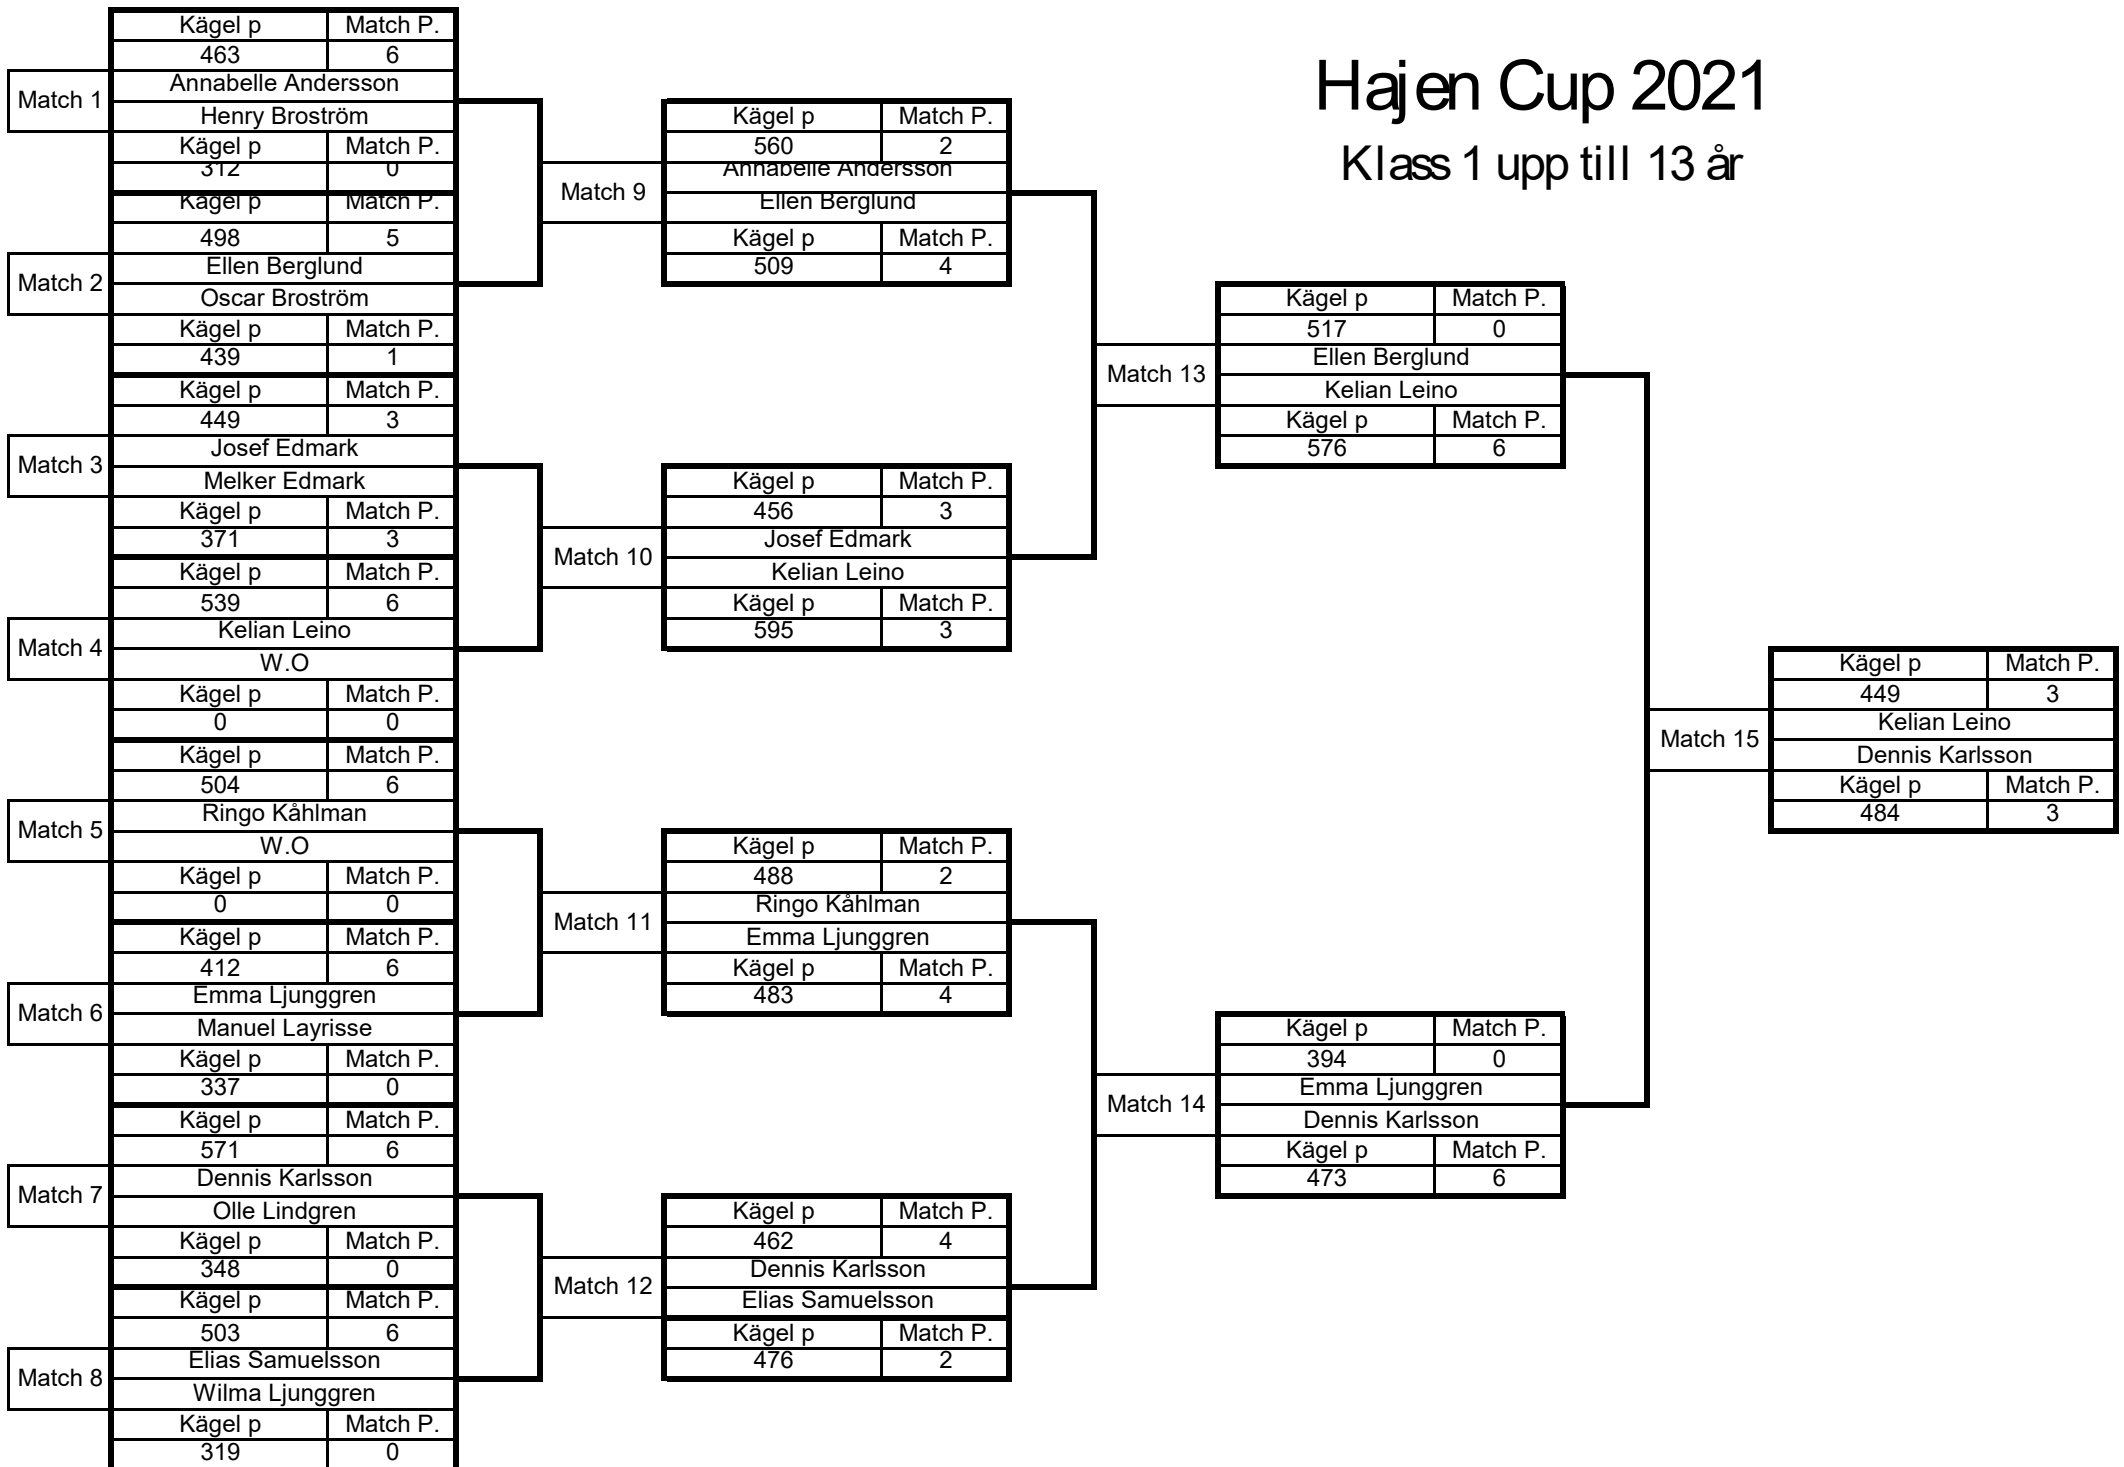 Hajen Cup 2021
Klass 1 upp till 13 år
Kägel p Match P.
463 6
Match 1
Annabelle Andersson
Henry Broström
Kägel p Match P.
312 0
Kägel p Match P.
498 5
Match 2
Ellen Berglund
Oscar Broström
Kägel p Match P.
439 1
Kägel p Match P.
449 3
Match 3
Josef Edmark
Melker Edmark
Kägel p Match P.
371 3
Kägel p Match P.
539 6
Match 4
Kelian Leino
W.O
Kägel p Match P.
0 0
Kägel p Match P.
504 6
Match 5
Ringo Kåhlman
W.O
Kägel p Match P.
0 0
Kägel p Match P.
412 6
Match 6
Emma Ljunggren
Manuel Layrisse
Kägel p Match P.
337 0
Kägel p Match P.
571 6
Match 7
Dennis Karlsson
Olle Lindgren
Kägel p Match P.
348 0
Kägel p Match P.
503 6
Match 8
Elias Samuelsson
Wilma Ljunggren
Kägel p Match P.
319 0
Kägel p Match P.
560 2
Match 9
Annabelle Andersson
Ellen Berglund
Kägel p Match P.
509 4
Kägel p Match P.
456 3
Match 10
Josef Edmark
Kelian Leino
Kägel p Match P.
595 3
Kägel p Match P.
488 2
Match 11
Ringo Kåhlman
Emma Ljunggren
Kägel p Match P.
483 4
Kägel p Match P.
462 4
Match 12
Dennis Karlsson
Elias Samuelsson
Kägel p Match P.
476 2
Kägel p Match P.
517 0
Match 13
Ellen Berglund
Kelian Leino
Kägel p Match P.
576 6
Kägel p Match P.
394 0
Match 14
Emma Ljunggren
Dennis Karlsson
Kägel p Match P.
473 6
Kägel p Match P.
449 3
Match 15
Kelian Leino
Dennis Karlsson
Kägel p Match P.
484 3